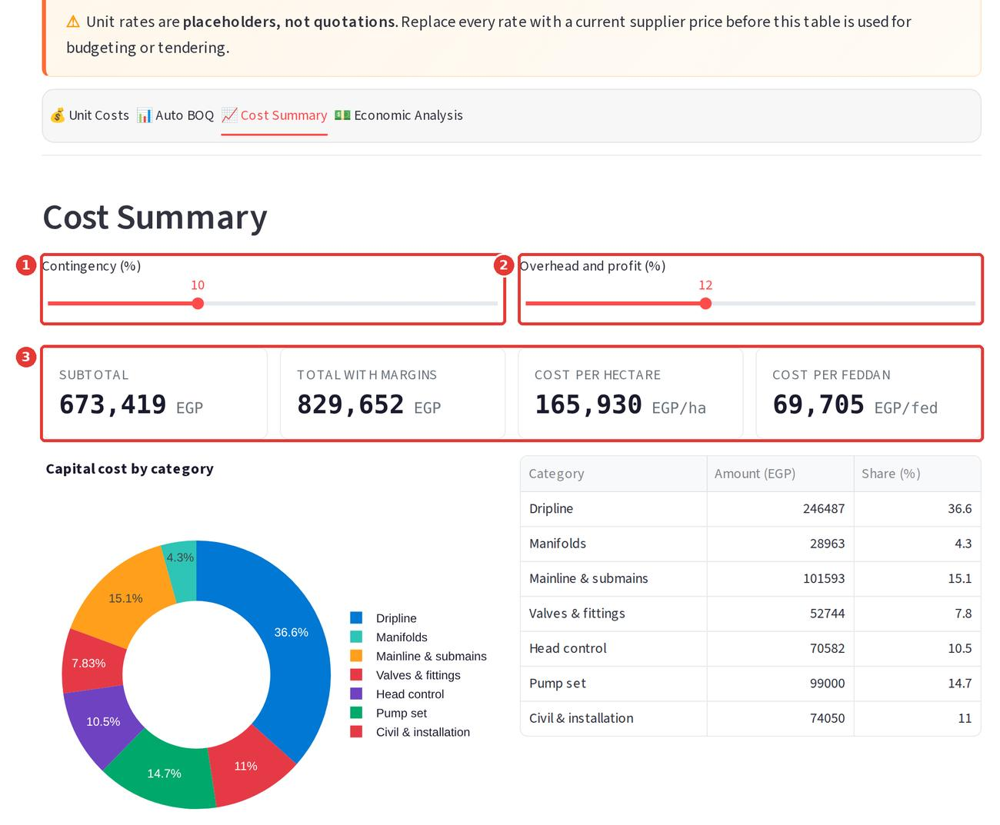 ⚠ Unit rates are placeholders, not quotations. Replace every rate with a current supplier price before this table is used for
budgeting or tendering.
💰 Unit Costs 📊 Auto BOQ 📈 Cost Summary 💵 Economic Analysis
Cost Summary
1 Contingency (%)
10
2 Overhead and profit (%)
12
3
SUBTOTAL
673,419 EGP
TOTAL WITH MARGINS
829,652 EGP
COST PER HECTARE
165,930 EGP/ha
COST PER FEDDAN
69,705 EGP/fed
Capital cost by category
4.3%
15.1%
36.6%
7.83%
10.5%
14.7%
11%
Dripline
Manifolds
Mainline & submains
Valves & fittings
Head control
Pump set
Civil & installation
Category Amount (EGP) Share (%)
Dripline 246487 36.6
Manifolds 28963 4.3
Mainline & submains 101593 15.1
Valves & fittings 52744 7.8
Head control 70582 10.5
Pump set 99000 14.7
Civil & installation 74050 11